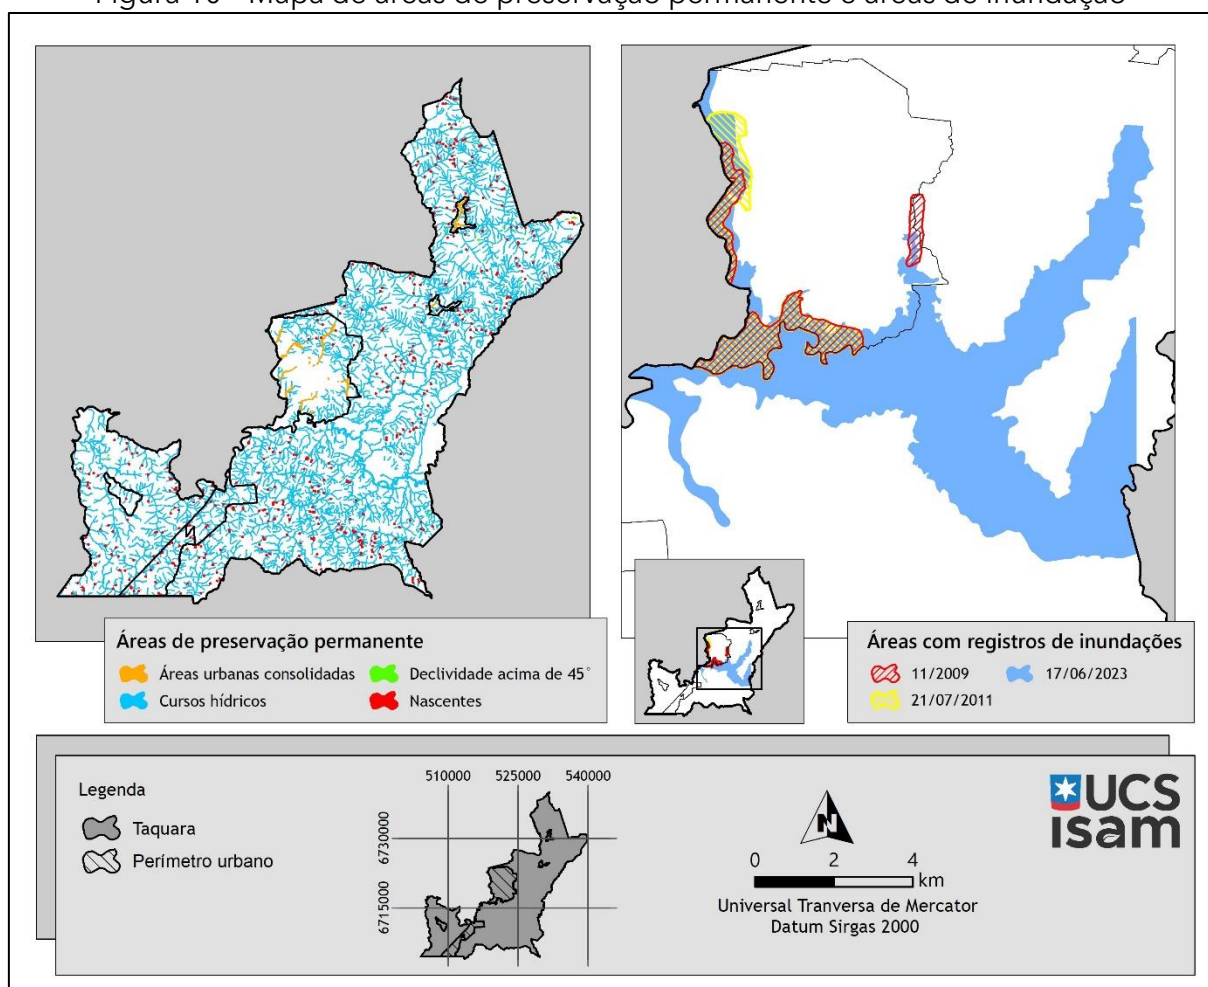 Figura 10 - Mapa de áreas de preservação permanente e áreas de inundação
Áreas de preservação permanente
Áreas urbanas consolidadas
Declividade acima de 45°
Cursos hídricos
Nascentes
Áreas com registros de inundações
11/2009
17/06/2023
21/07/2011
Legenda
Taquara
Perímetro urbano
510000 525000 540000
6730000
6715000
N
0 2 4
km
Universal Tranversa de Mercator
Datum Sirgas 2000
UCS
isam